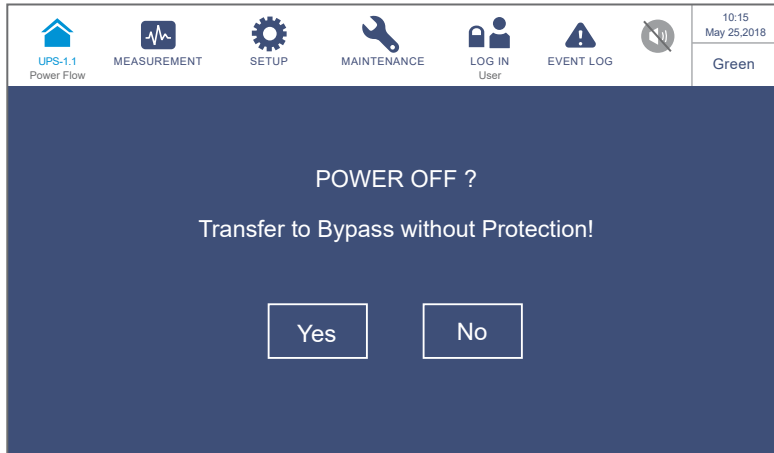 10:15
May 25,2018
UPS-1.1
Power Flow
MEASUREMENT
SETUP
MAINTENANCE
LOG IN
User
EVENT LOG
Green
POWER OFF ?
Transfer to Bypass without Protection!
Yes
No